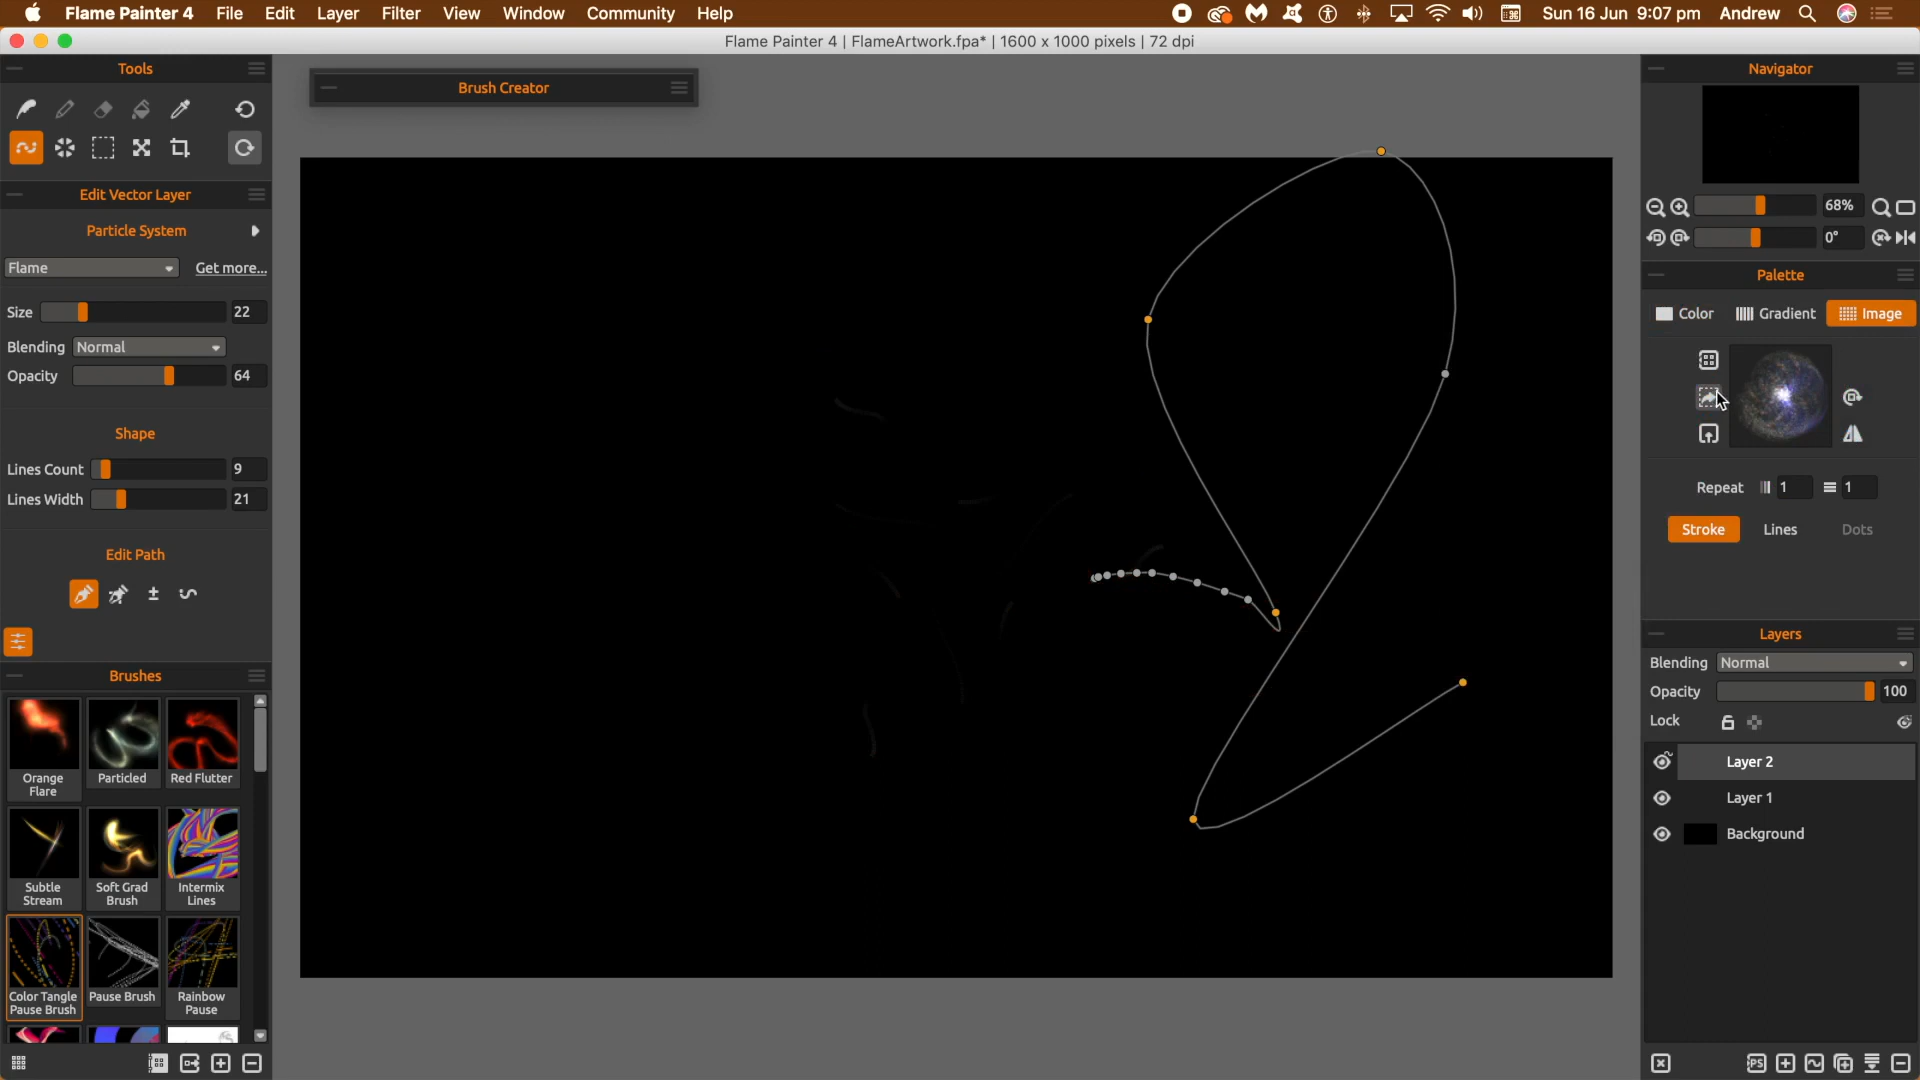 Flame Painter 4 File Edit Layer Filter View Window Community Help Sun 16 Jun 9:07 pm Andrew
Flame Painter 4 | FlameArtwork.fpa* | 1600 x 1000 pixels | 72 dpi
Tools
Edit Vector Layer
Particle System
Flame Get more...
Size 22
Blending Normal
Opacity 64
Shape
Lines Count 9
Lines Width 21
Edit Path
Brushes
Orange Flare
Particled
Red Flutter
Subtle Stream
Soft Grad Brush
Intermix Lines
Color Tangle Pause Brush
Pause Brush
Rainbow Pause
Brush Creator
Navigator
68%
0°
Palette
Color Gradient Image
Repeat 1 1
Stroke Lines Dots
Layers
Blending Normal
Opacity 100
Lock
Layer 2
Layer 1
Background
PS